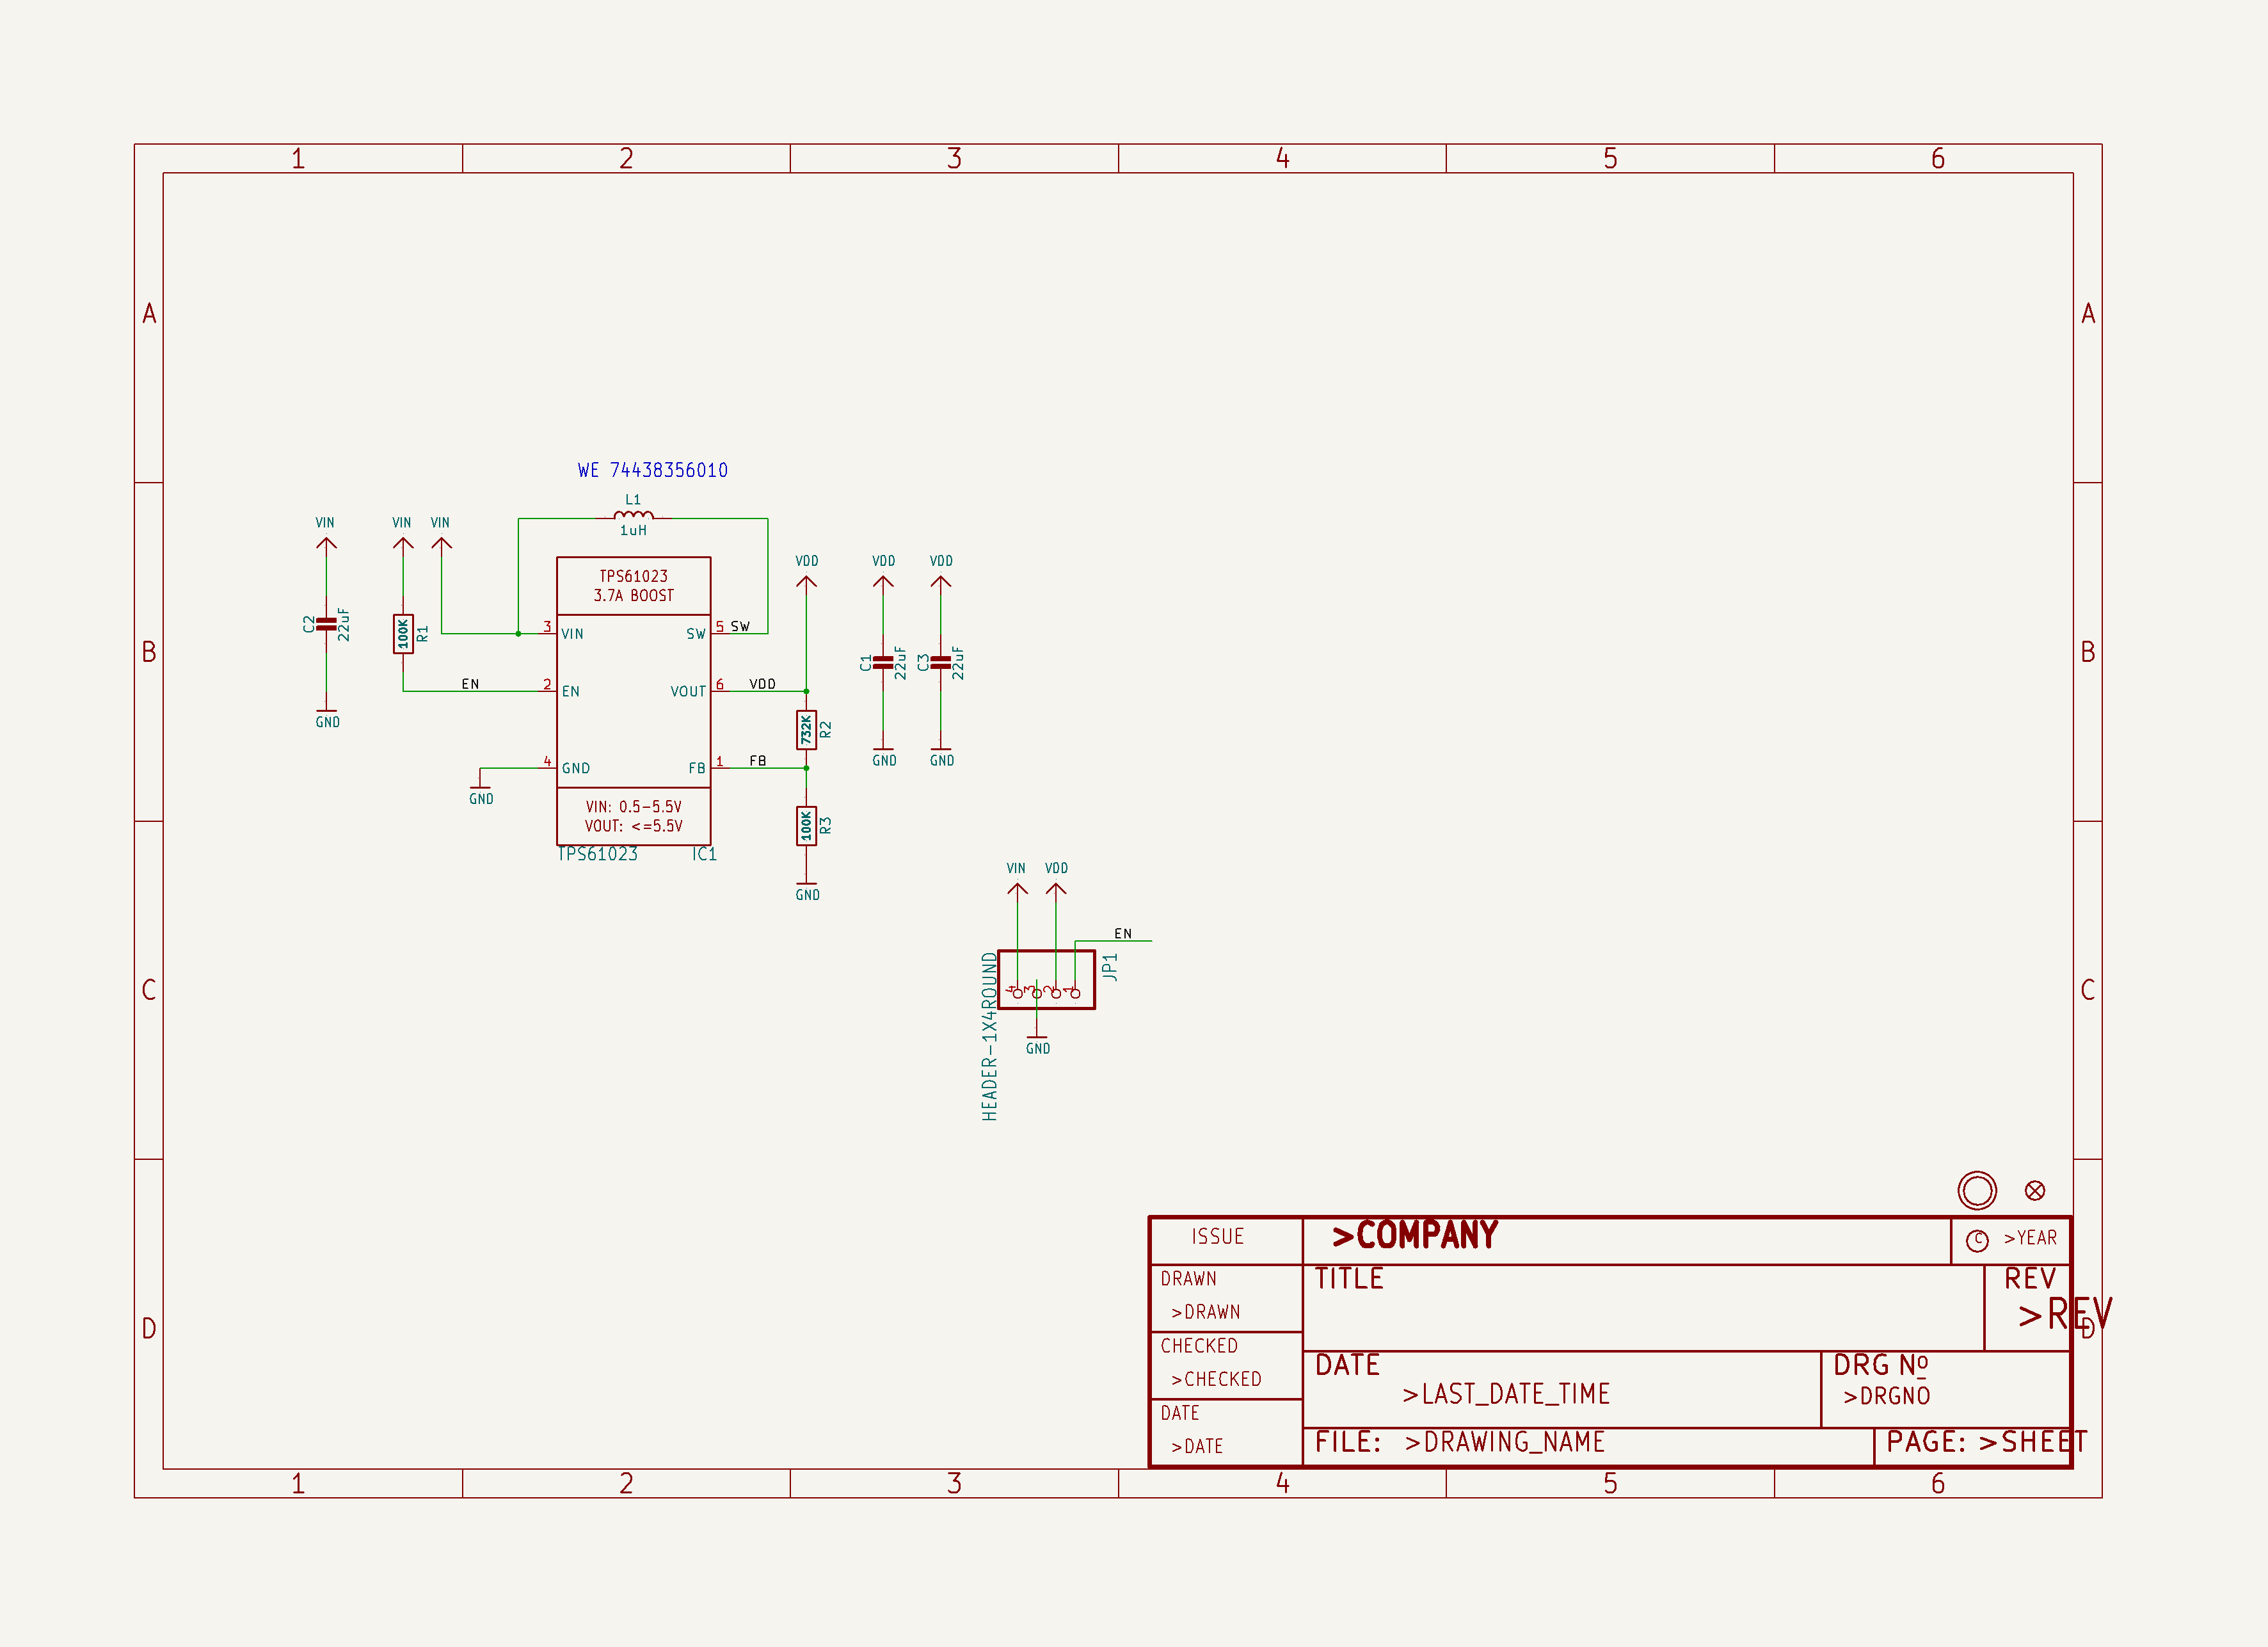 1 2 3 4 5 6
A A
WE 74438356010
L1
1uH
VIN VIN VIN
VDD VDD VDD
TPS61023
3.7A BOOST
C2 22uF
100K R1
3 VIN
SW 5 SW
B B
C1 22uF
C3 22uF
EN 2 EN
VOUT 6 VDD
GND
732K R2
4 GND
FB 1 FB
GND GND
GND
VIN: 0.5-5.5V
VOUT: <=5.5V
100K R3
TPS61023 IC1
GND
VIN VDD
EN
JP1
4 3 2 1
C C
HEADER-1X4ROUND
GND
ISSUE
>COMPANY
C >YEAR
DRAWN
>DRAWN
TITLE
REV
>REV
D D
CHECKED
>CHECKED
DATE
>LAST_DATE_TIME
DRG Nº
>DRGNO
DATE
>DATE
FILE: >DRAWING_NAME
PAGE: >SHEET
1 2 3 4 5 6